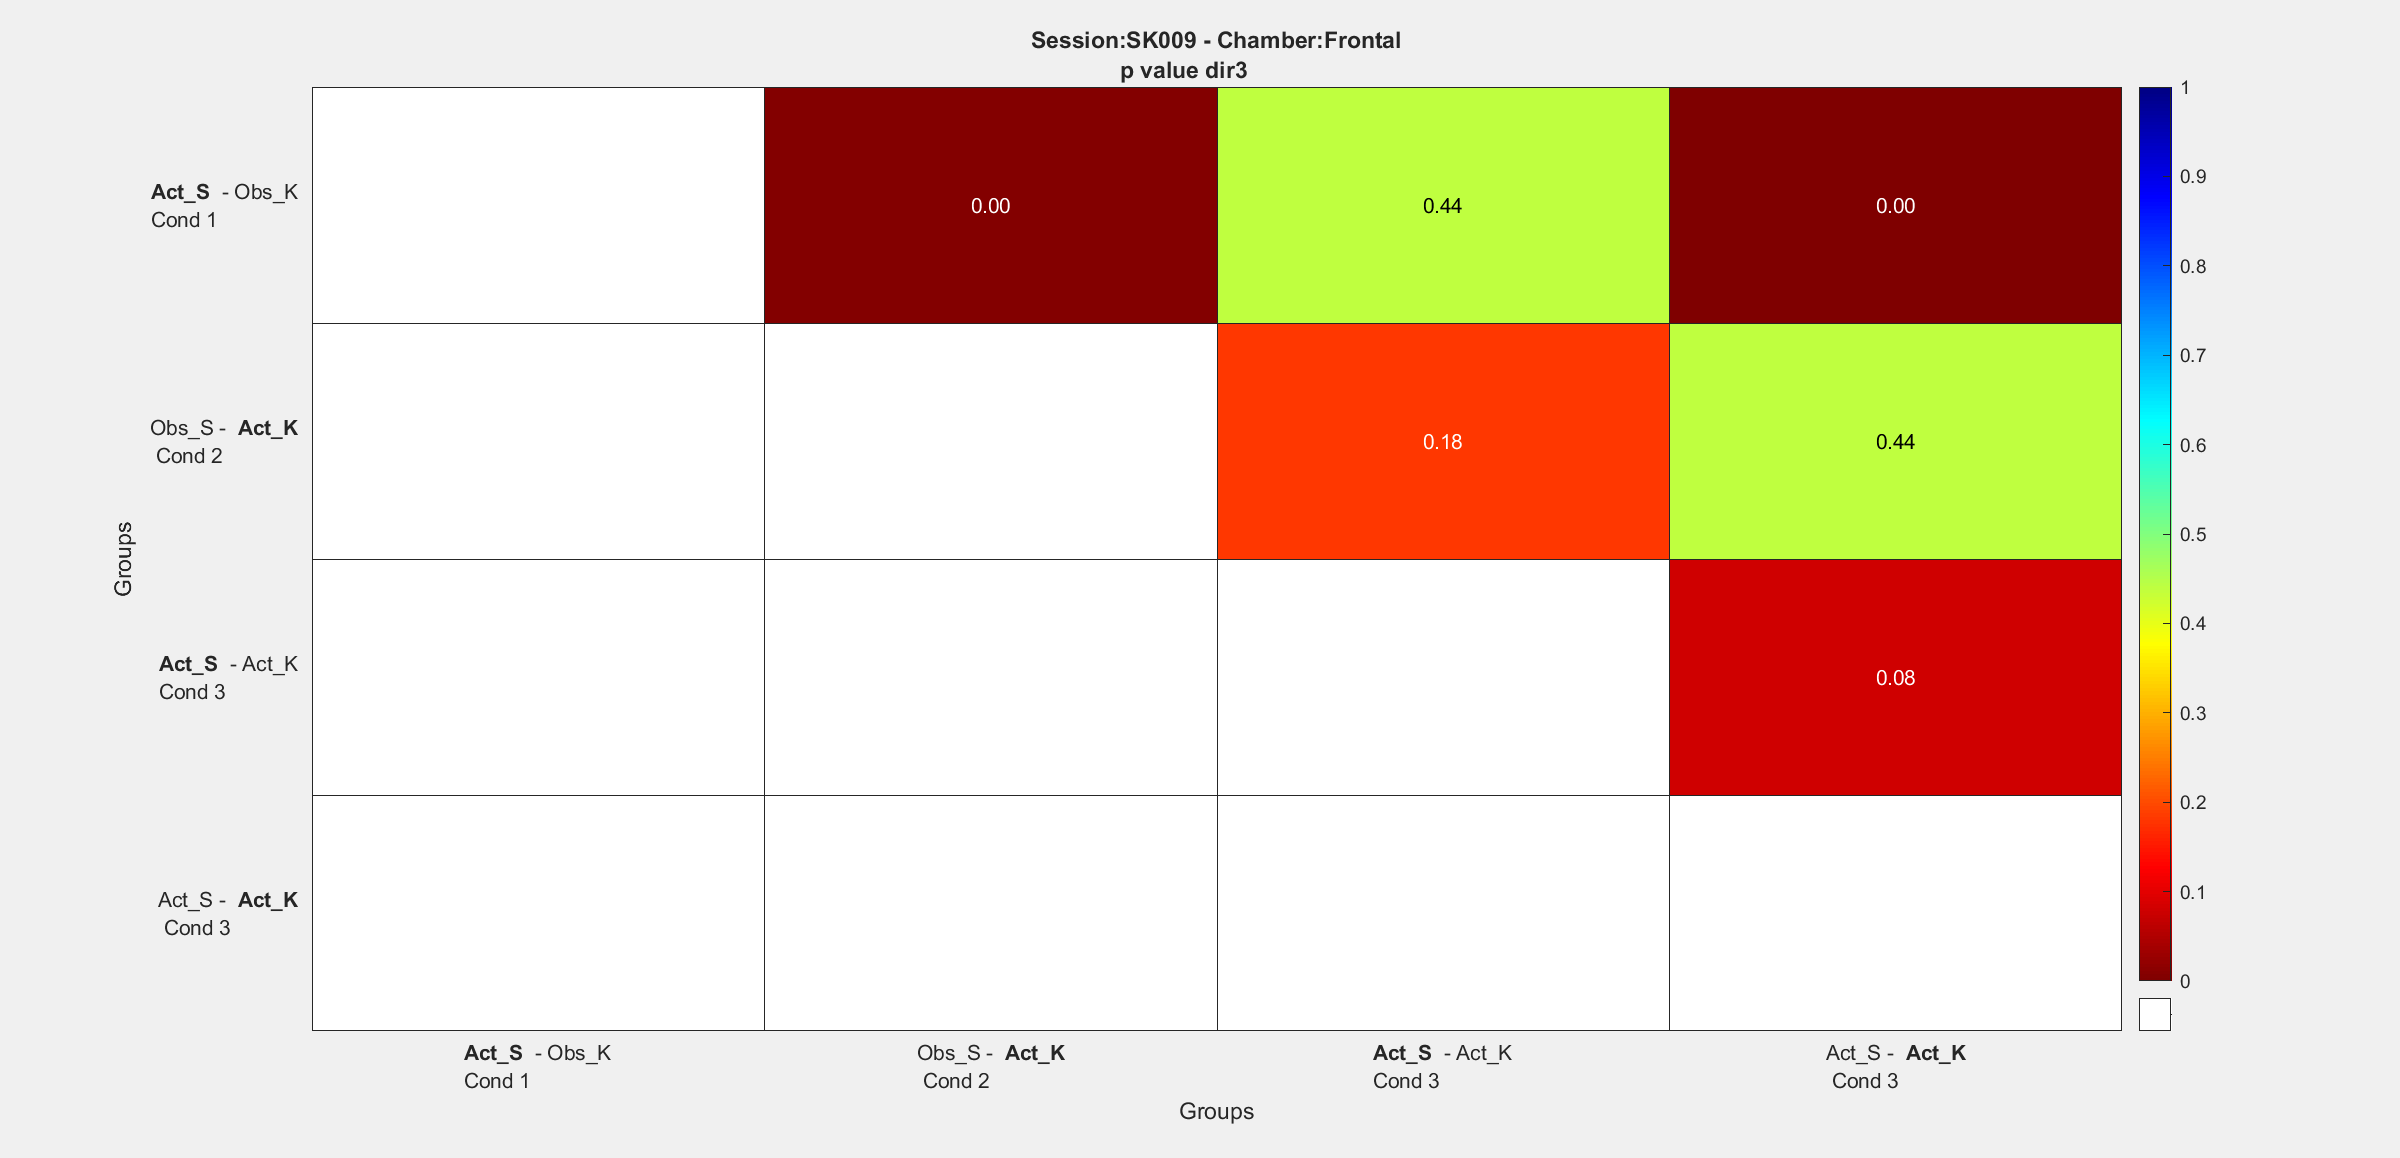 Session:SK009 - Chamber:Frontal
p value dir3
Act_S - Obs_K
Cond 1
0.00
0.44
0.00
Obs_S - Act_K
Cond 2
0.18
0.44
Act_S - Act_K
Cond 3
0.08
Act_S - Act_K
Cond 3
Groups
1
0.9
0.8
0.7
0.6
0.5
0.4
0.3
0.2
0.1
0
Act_S - Obs_K
Cond 1
Obs_S - Act_K
Cond 2
Act_S - Act_K
Cond 3
Act_S - Act_K
Cond 3
Groups